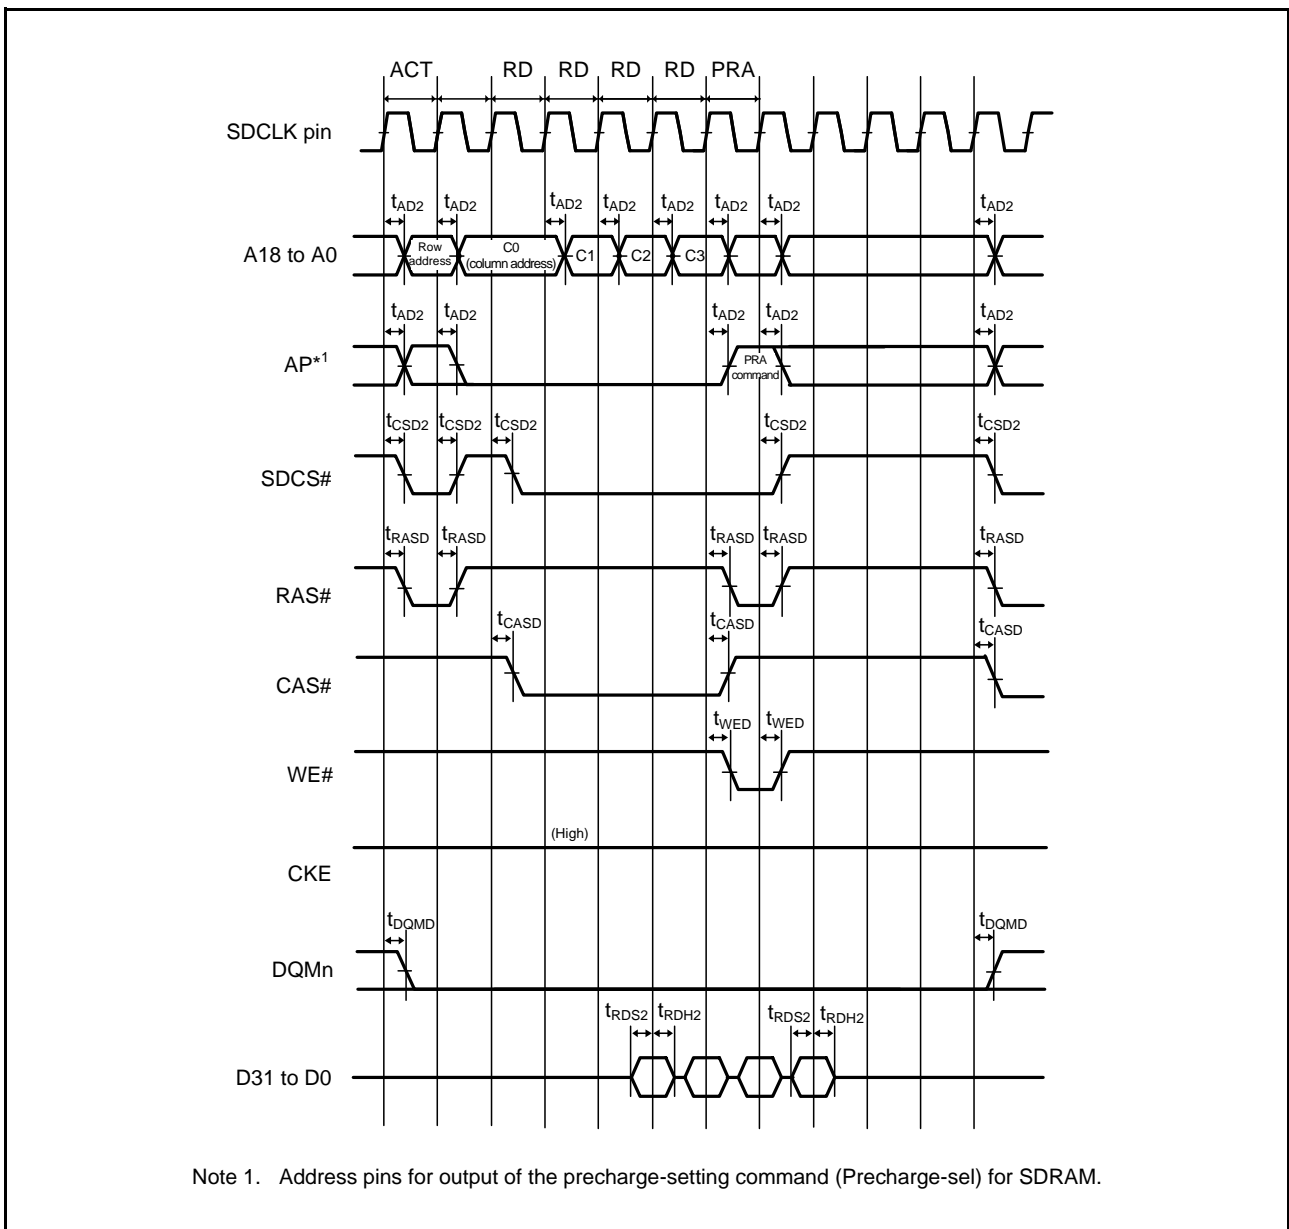 ACT RD RD RD RD PRA
SDCLK pin
tAD2 tAD2 tAD2 tAD2 tAD2 tAD2 tAD2 tAD2
A18 to A0
Row address
C0 (column address)
C1 C2 C3
tAD2 tAD2 tAD2 tAD2 tAD2
AP*1
PRA command
tCSD2 tCSD2 tCSD2 tCSD2 tCSD2
SDCS#
tRASD tRASD tRASD tRASD tRASD
RAS#
tCASD tCASD tCASD
CAS#
tWED tWED
WE#
(High)
CKE
tDQMD tDQMD
DQMn
tRDS2 tRDH2 tRDS2 tRDH2
D31 to D0
Note 1. Address pins for output of the precharge-setting command (Precharge-sel) for SDRAM.